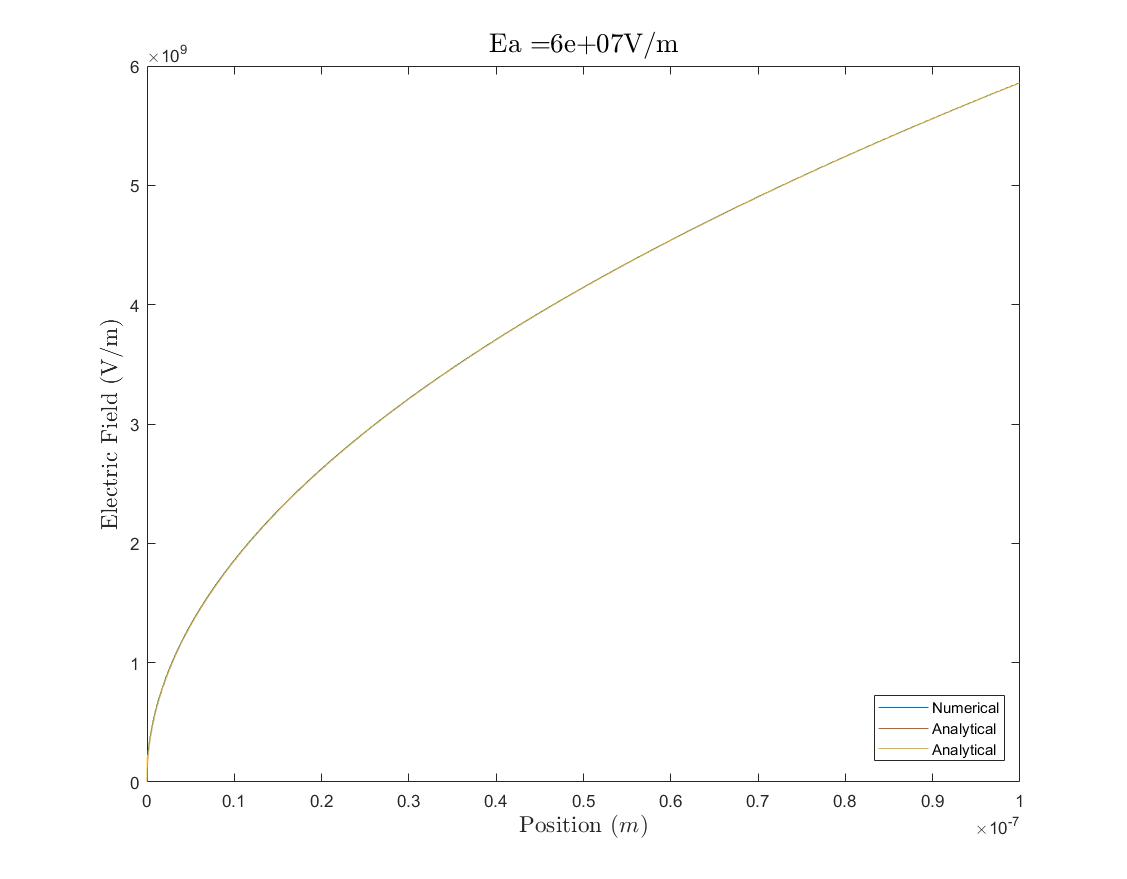 Ea =6e+07V/m
×10⁹
6
5
4
3
2
1
0
Electric Field (V/m)
Numerical
Analytical
Analytical
0 0.1 0.2 0.3 0.4 0.5 0.6 0.7 0.8 0.9 1
Position (m)
×10⁻⁷